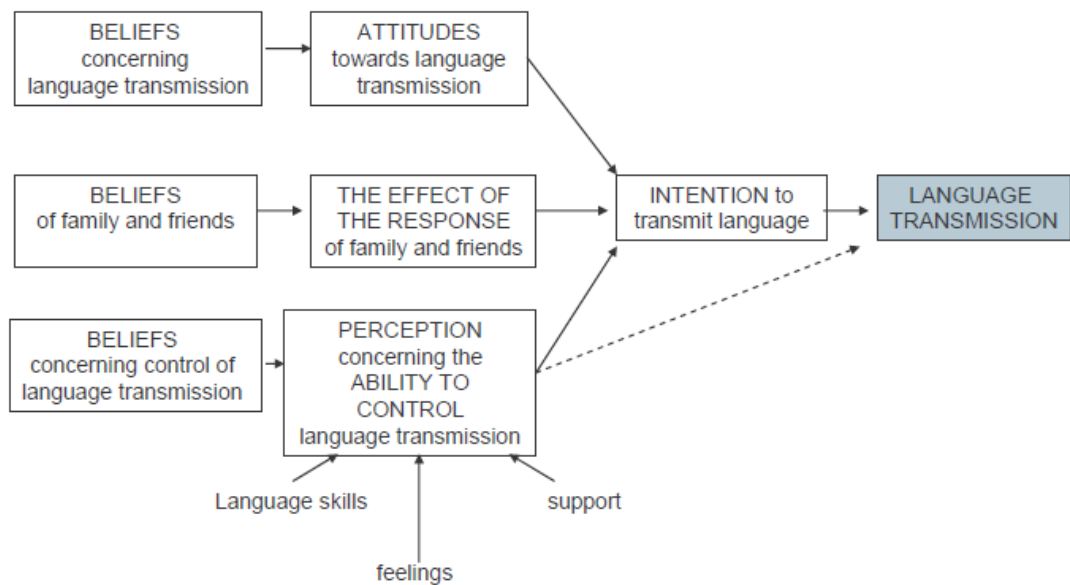 BELIEFS
concerning
language transmission
ATTITUDES
towards language
transmission
BELIEFS
of family and friends
THE EFFECT OF
THE RESPONSE
of family and friends
INTENTION to
transmit language
LANGUAGE
TRANSMISSION
BELIEFS
concerning control of
language transmission
PERCEPTION
concerning the
ABILITY TO
CONTROL
language transmission
Language skills
support
feelings